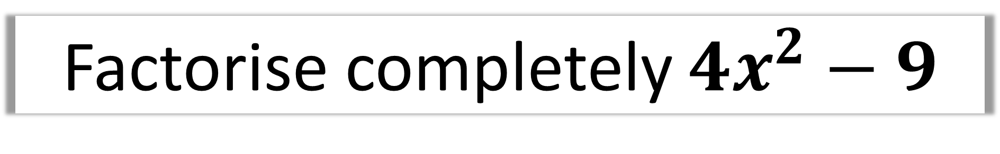 Factorise completely 4x² − 9